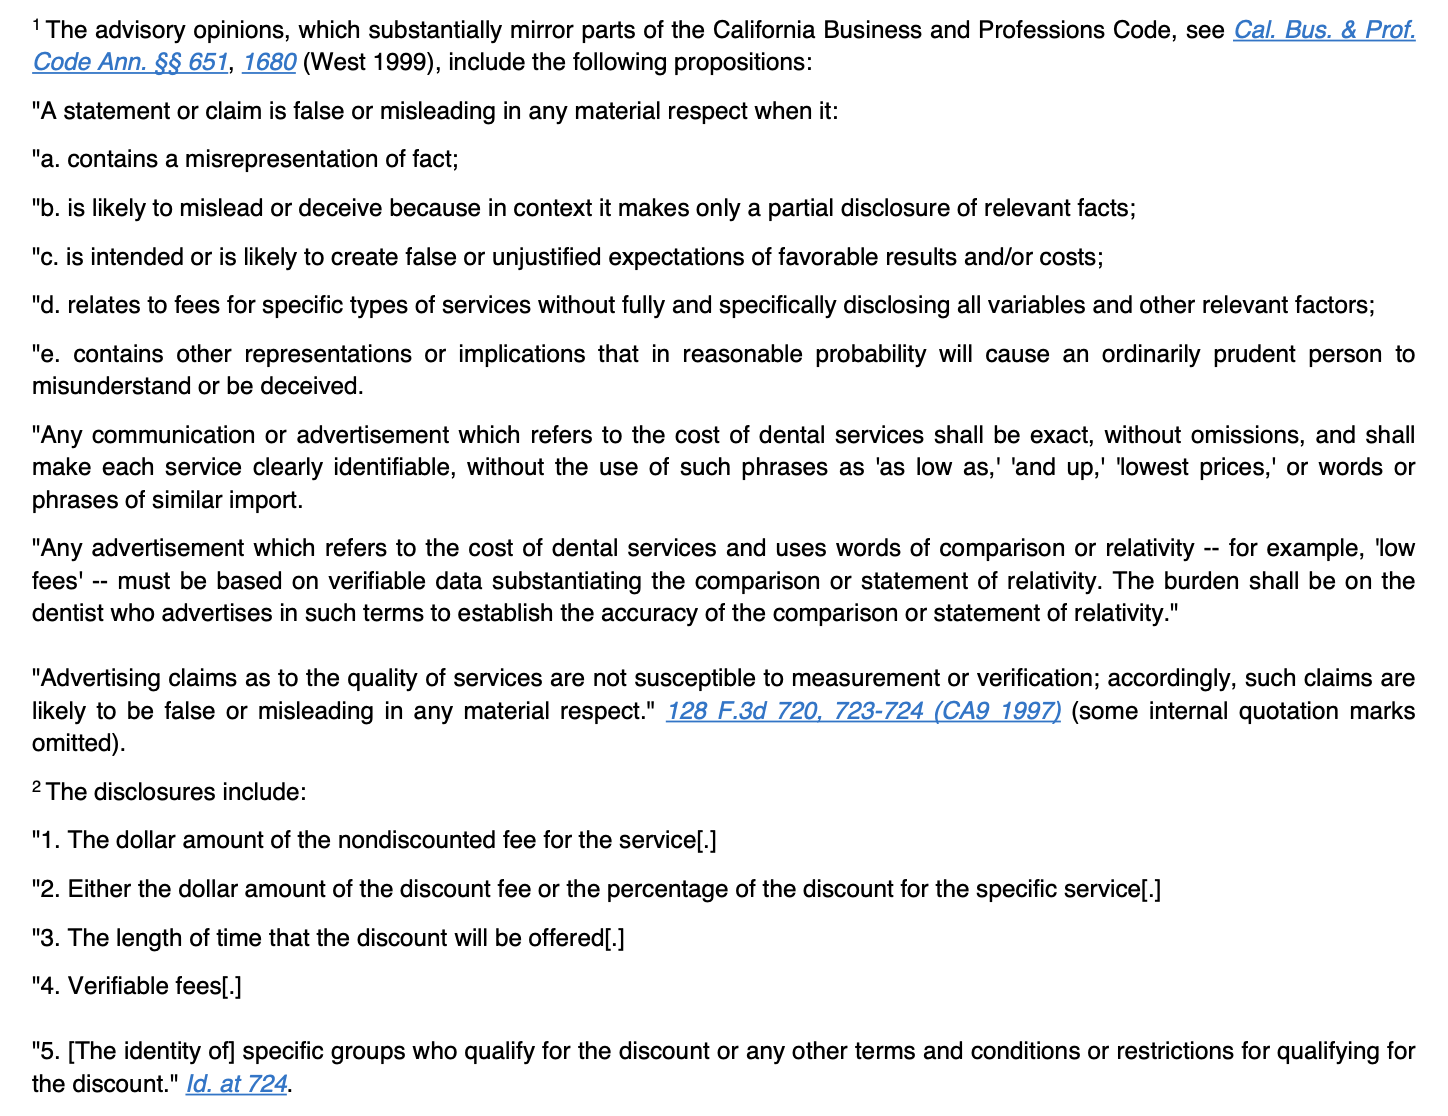 1 The advisory opinions, which substantially mirror parts of the California Business and Professions Code, see Cal. Bus. & Prof.
Code Ann. §§ 651, 1680 (West 1999), include the following propositions:
"A statement or claim is false or misleading in any material respect when it:
"a. contains a misrepresentation of fact;
"b. is likely to mislead or deceive because in context it makes only a partial disclosure of relevant facts;
"c. is intended or is likely to create false or unjustified expectations of favorable results and/or costs;
"d. relates to fees for specific types of services without fully and specifically disclosing all variables and other relevant factors;
"e. contains other representations or implications that in reasonable probability will cause an ordinarily prudent person to
misunderstand or be deceived.
"Any communication or advertisement which refers to the cost of dental services shall be exact, without omissions, and shall
make each service clearly identifiable, without the use of such phrases as 'as low as,' 'and up,' 'lowest prices,' or words or
phrases of similar import.
"Any advertisement which refers to the cost of dental services and uses words of comparison or relativity -- for example, 'low
fees' -- must be based on verifiable data substantiating the comparison or statement of relativity. The burden shall be on the
dentist who advertises in such terms to establish the accuracy of the comparison or statement of relativity."
"Advertising claims as to the quality of services are not susceptible to measurement or verification; accordingly, such claims are
likely to be false or misleading in any material respect." 128 F.3d 720, 723-724 (CA9 1997) (some internal quotation marks
omitted).
2 The disclosures include:
"1. The dollar amount of the nondiscounted fee for the service[.]
"2. Either the dollar amount of the discount fee or the percentage of the discount for the specific service[.]
"3. The length of time that the discount will be offered[.]
"4. Verifiable fees[.]
"5. [The identity of] specific groups who qualify for the discount or any other terms and conditions or restrictions for qualifying for
the discount." Id. at 724.